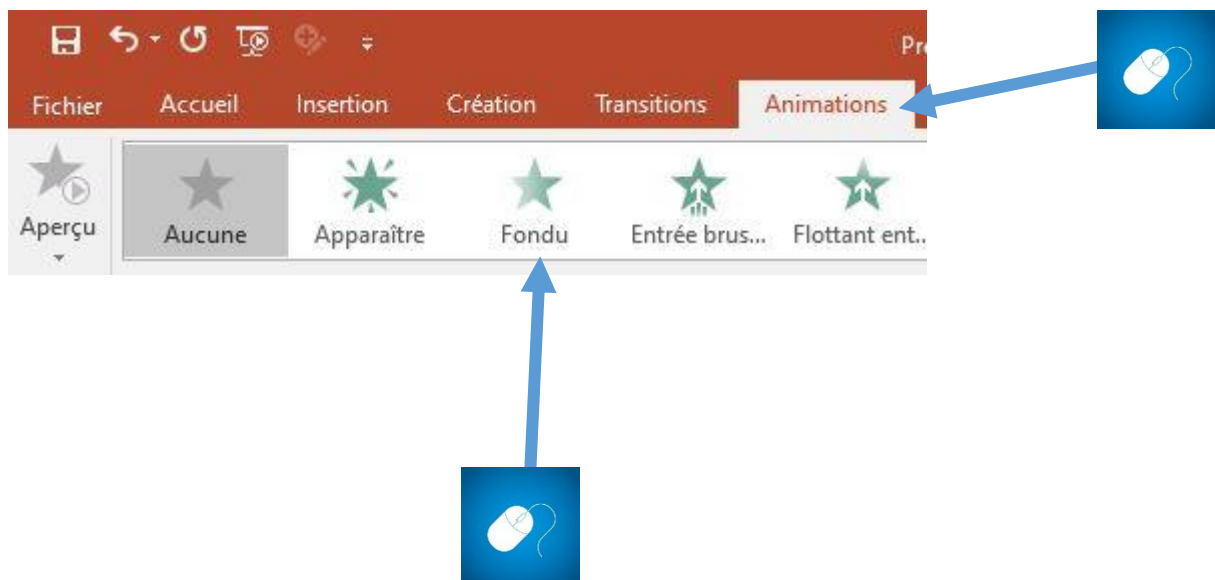 Pr
Fichier Accueil Insertion Création Transitions Animations
Aperçu Aucune Apparaître Fondu Entrée brus... Flottant ent..